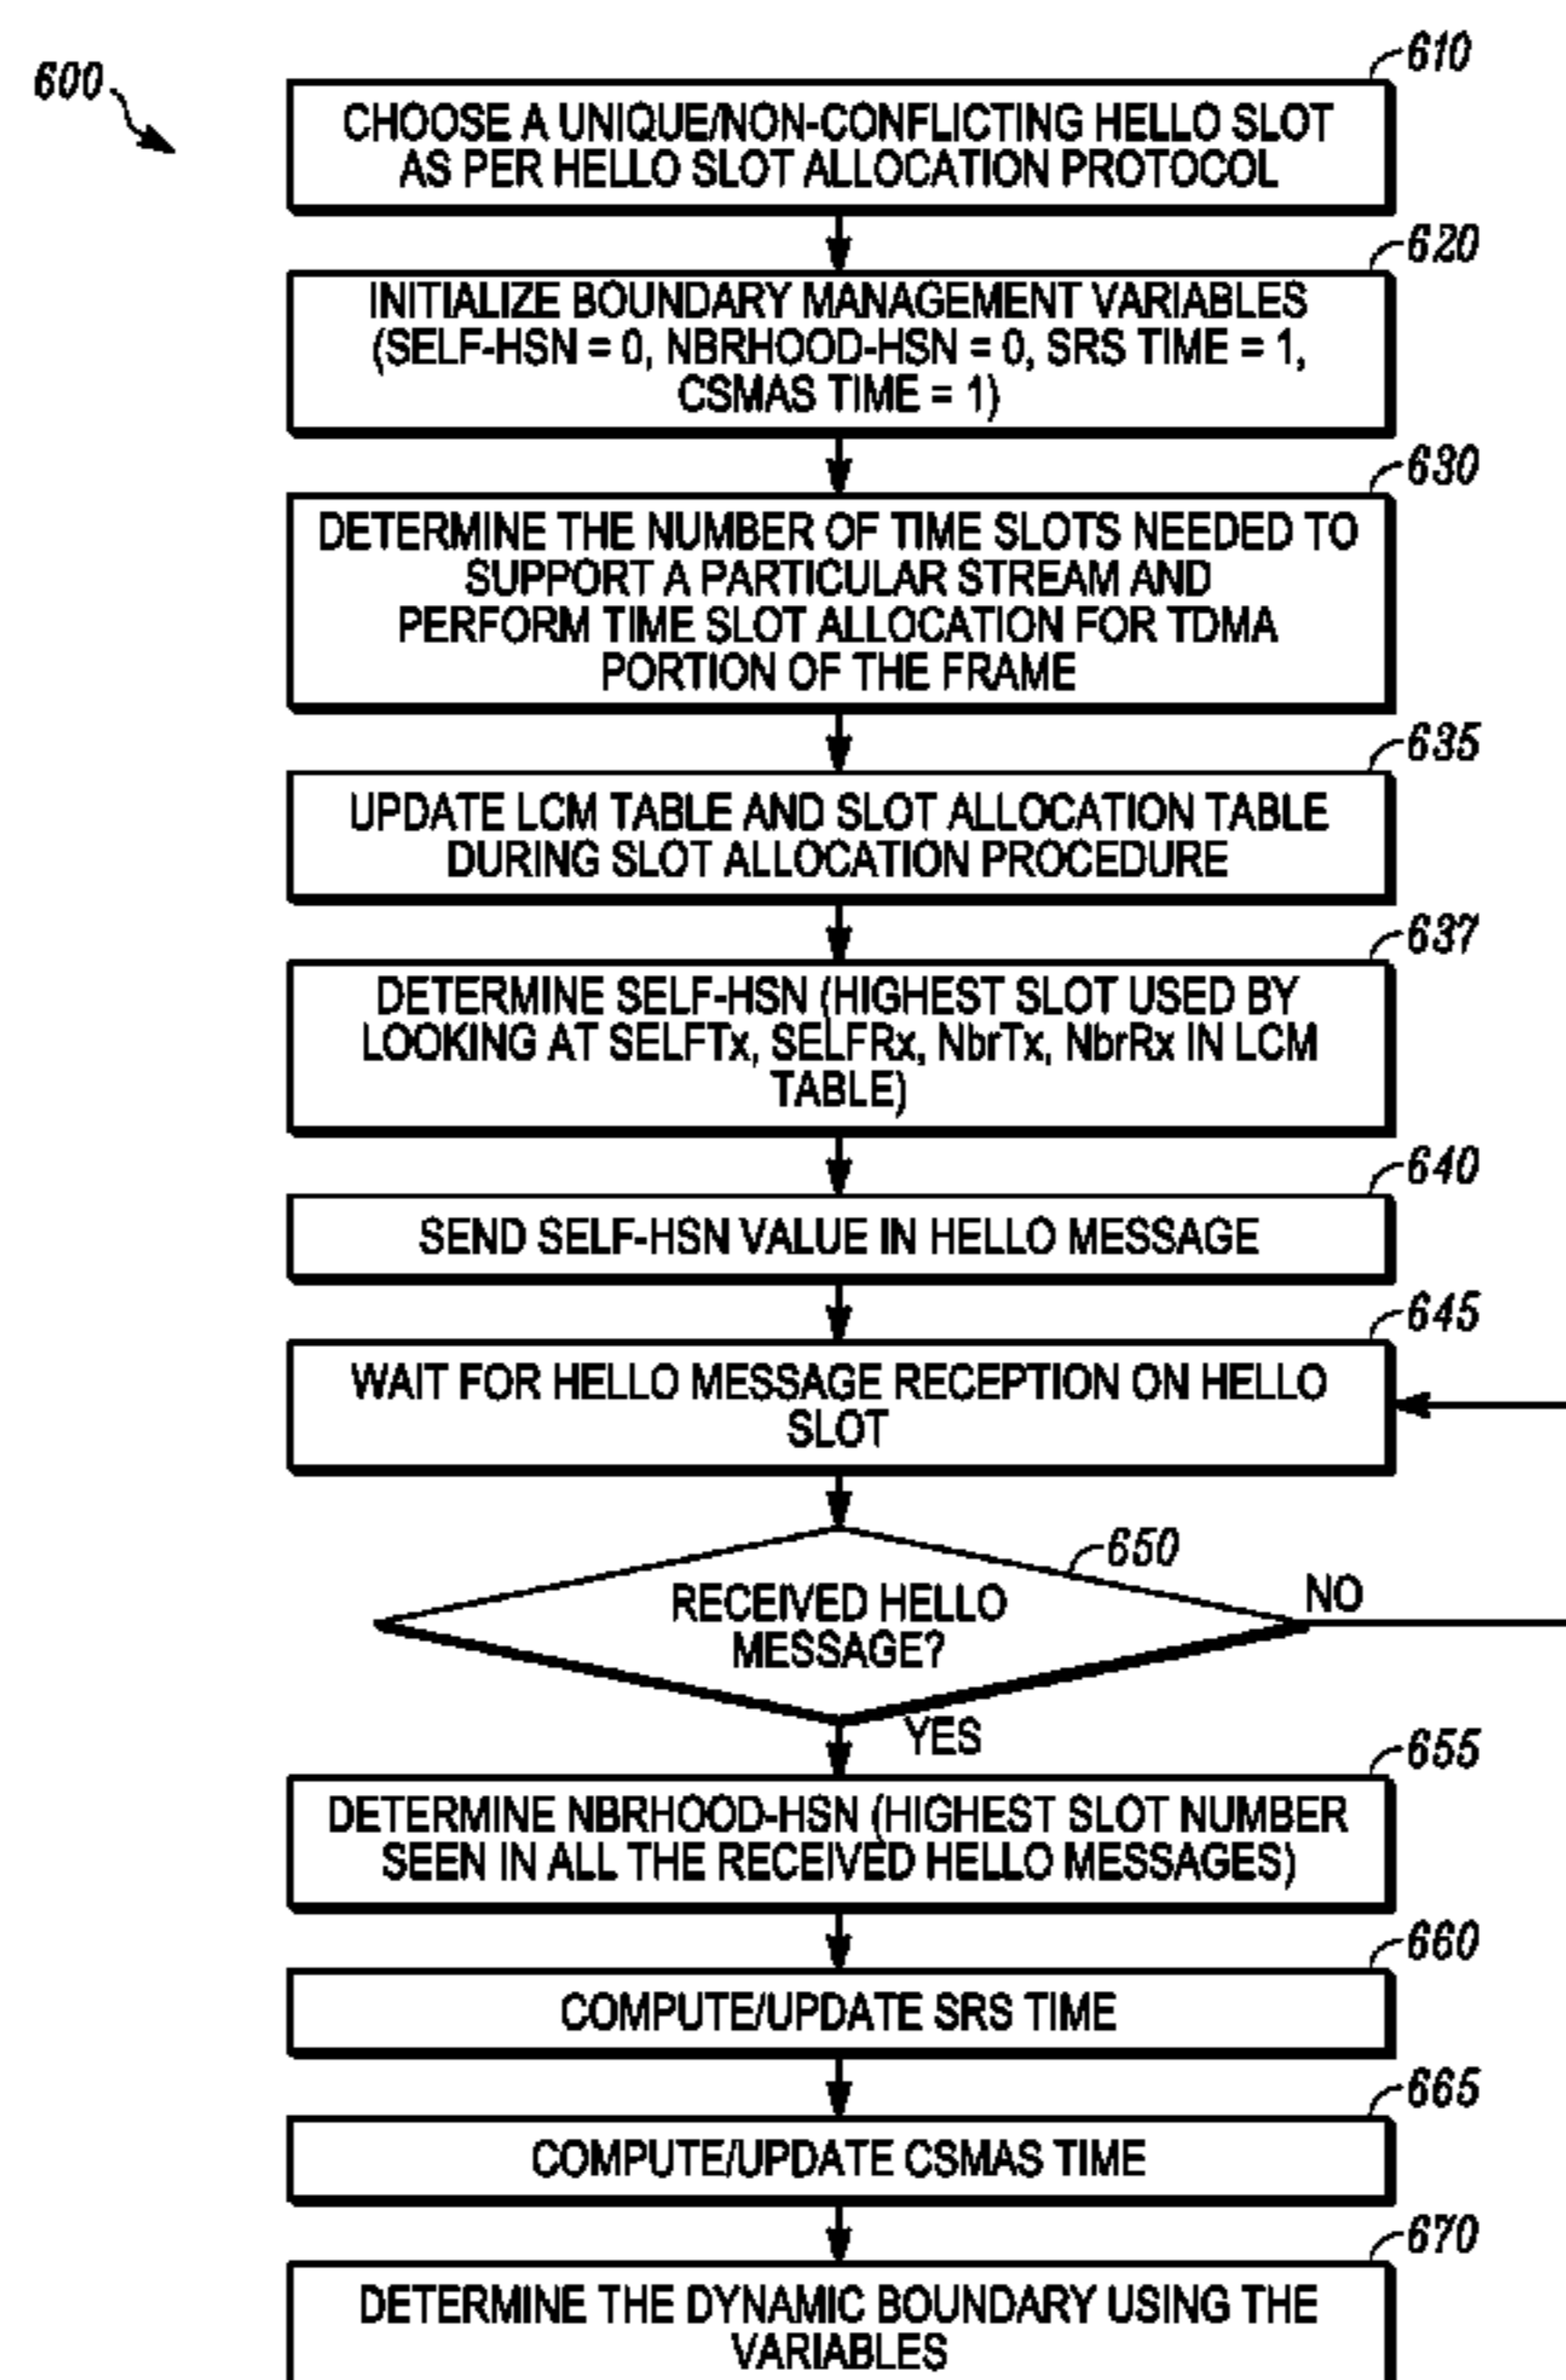 600
610
CHOOSE A UNIQUE/NON-CONFLICTING HELLO SLOT
AS PER HELLO SLOT ALLOCATION PROTOCOL
620
INITIALIZE BOUNDARY MANAGEMENT VARIABLES
(SELF-HSN = 0, NBRHOOD-HSN = 0, SRS TIME = 1,
CSMAS TIME = 1)
630
DETERMINE THE NUMBER OF TIME SLOTS NEEDED TO
SUPPORT A PARTICULAR STREAM AND
PERFORM TIME SLOT ALLOCATION FOR TDMA
PORTION OF THE FRAME
635
UPDATE LCM TABLE AND SLOT ALLOCATION TABLE
DURING SLOT ALLOCATION PROCEDURE
637
DETERMINE SELF-HSN (HIGHEST SLOT USED BY
LOOKING AT SELFTx, SELFRx, NbrTx, NbrRx IN LCM
TABLE)
640
SEND SELF-HSN VALUE IN HELLO MESSAGE
645
WAIT FOR HELLO MESSAGE RECEPTION ON HELLO
SLOT
650
RECEIVED HELLO
MESSAGE?
NO
YES
655
DETERMINE NBRHOOD-HSN (HIGHEST SLOT NUMBER
SEEN IN ALL THE RECEIVED HELLO MESSAGES)
660
COMPUTE/UPDATE SRS TIME
665
COMPUTE/UPDATE CSMAS TIME
670
DETERMINE THE DYNAMIC BOUNDARY USING THE
VARIABLES